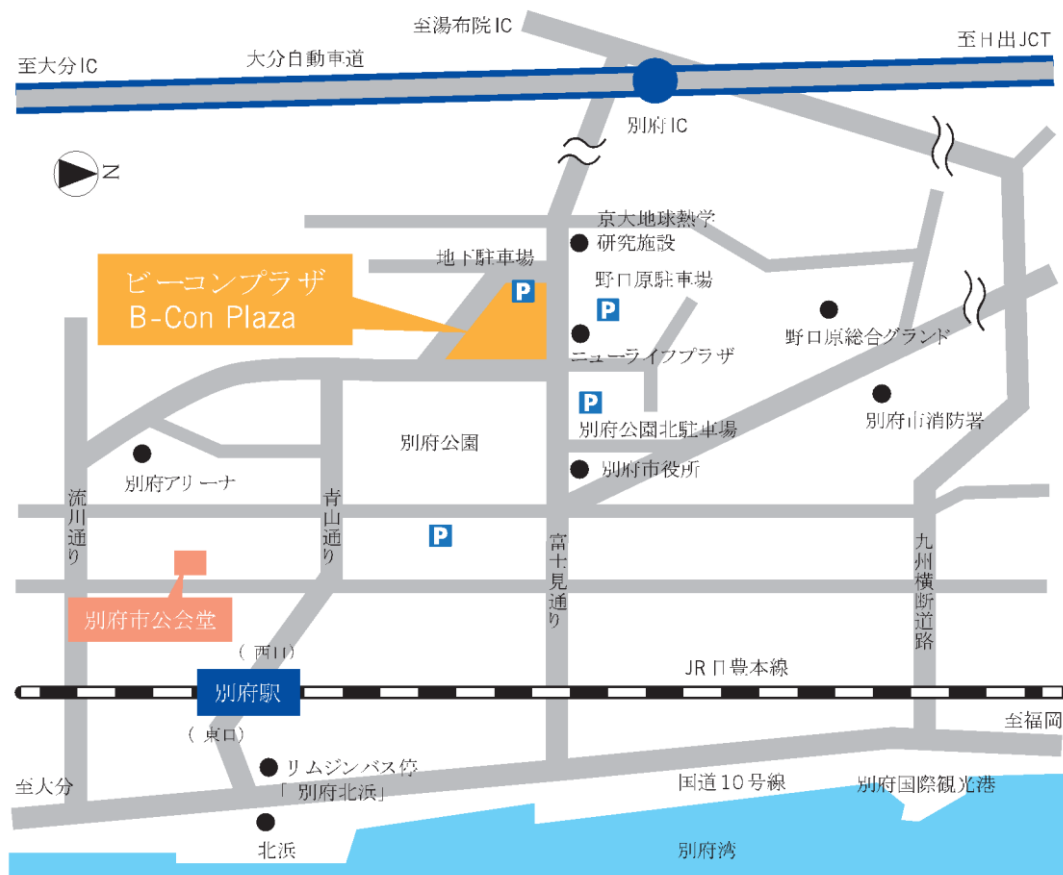 至湯布院IC
至日出JCT
大分自動車道
至大分IC
別府IC
N
京大地球熱学
研究施設
地下駐車場
野口原駐車場
P
P
ビーコンプラザ
B-Con Plaza
野口原総合グランド
ニューライフプラザ
P
別府市消防署
別府公園北駐車場
別府公園
別府市役所
別府アリーナ
流川通り
青山通り
P
富士見通り
九州横断道路
別府市公会堂
(西口)
JR日豊本線
別府駅
至福岡
(東口)
リムジンバス停
「別府北浜」
至大分
国道10号線
別府国際観光港
北浜
別府湾